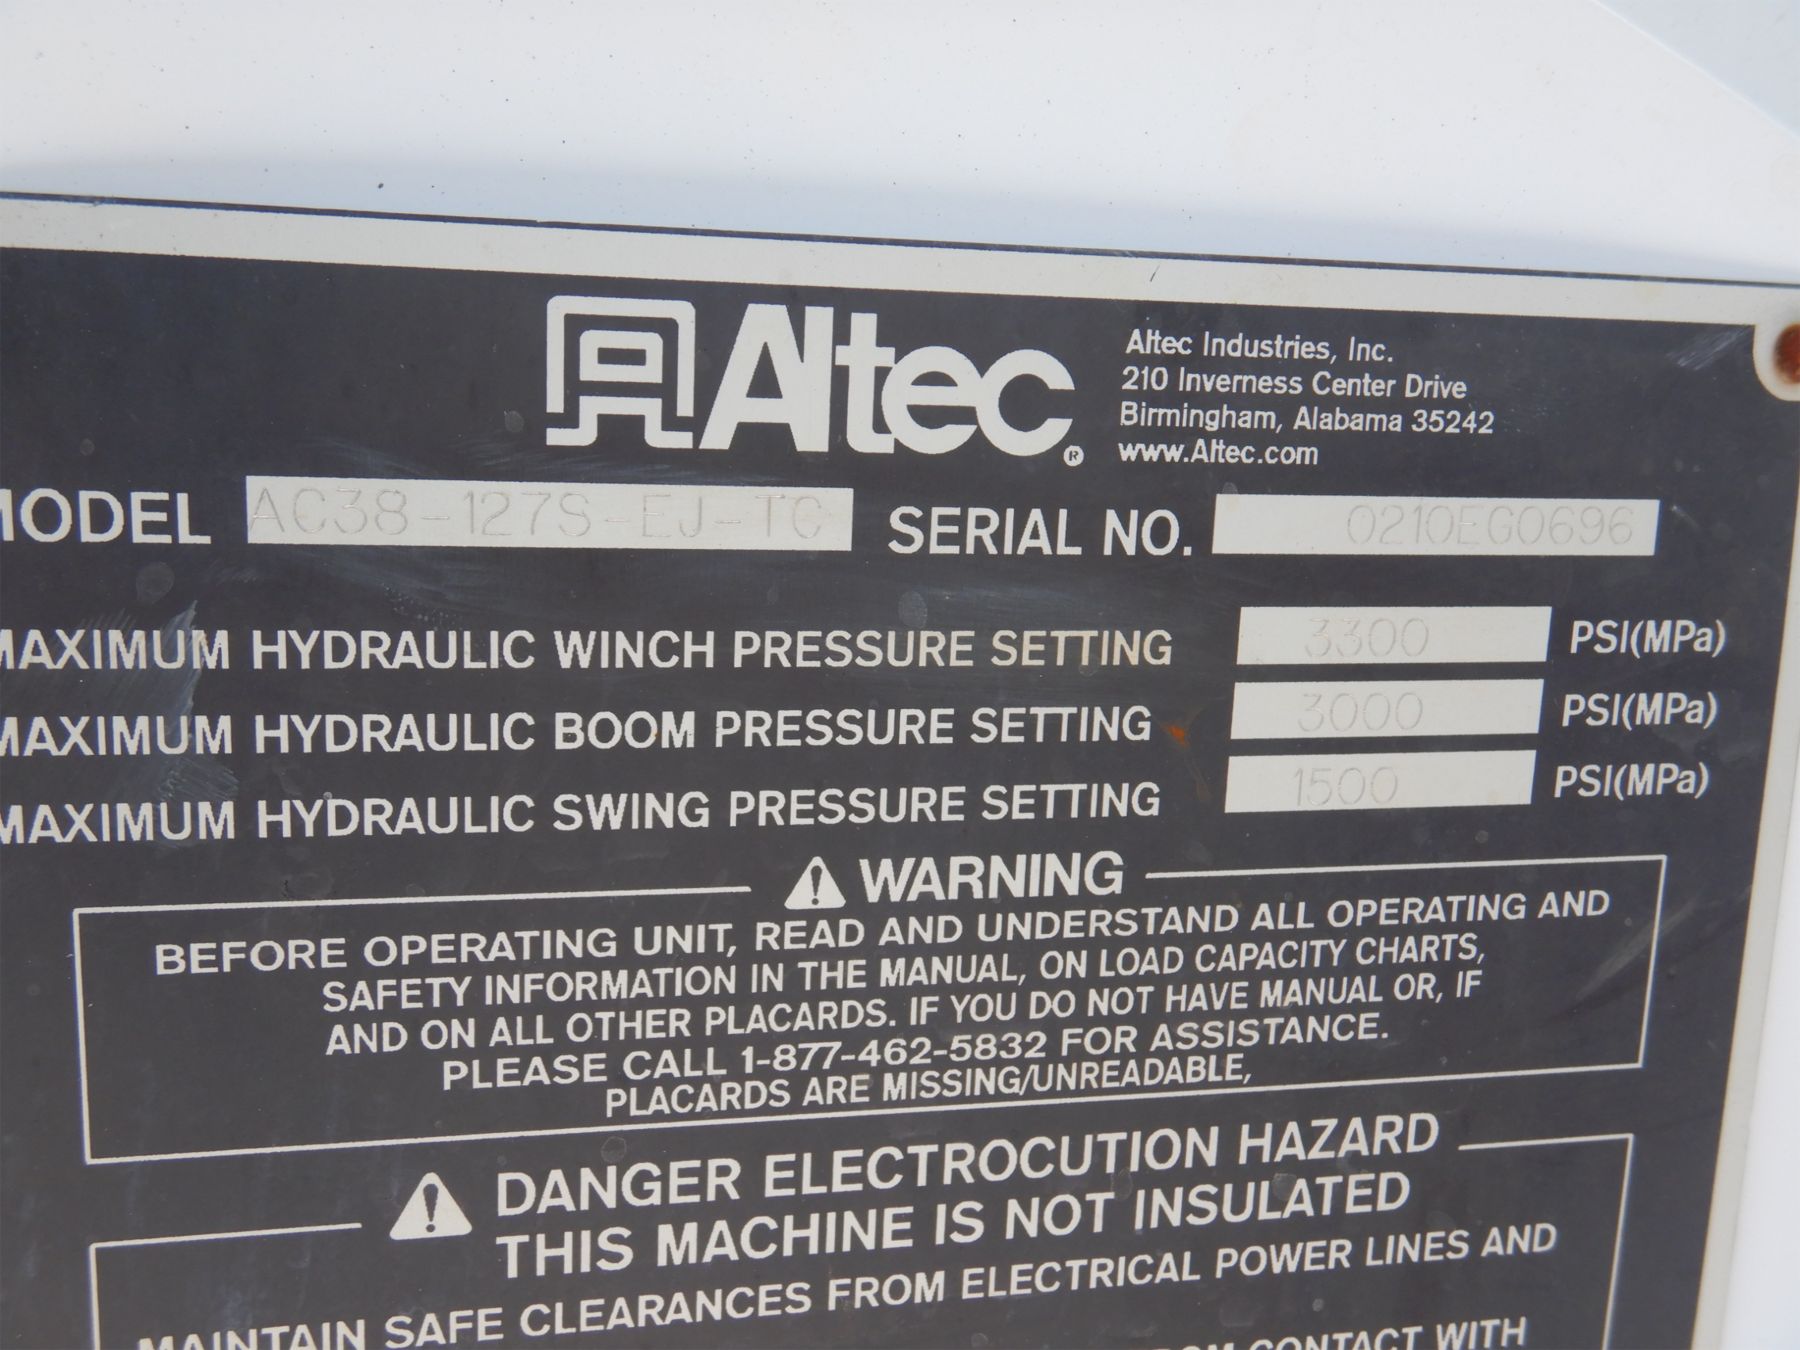 Altec®
Altec Industries, Inc.
210 Inverness Center Drive
Birmingham, Alabama 35242
www.Altec.com
MODEL AC38-127S-EJ-TC SERIAL NO. 0210EG0696
MAXIMUM HYDRAULIC WINCH PRESSURE SETTING 3300 PSI(MPa)
MAXIMUM HYDRAULIC BOOM PRESSURE SETTING 3000 PSI(MPa)
MAXIMUM HYDRAULIC SWING PRESSURE SETTING 1500 PSI(MPa)
WARNING
BEFORE OPERATING UNIT, READ AND UNDERSTAND ALL OPERATING AND
SAFETY INFORMATION IN THE MANUAL, ON LOAD CAPACITY CHARTS,
AND ON ALL OTHER PLACARDS. IF YOU DO NOT HAVE MANUAL OR, IF
PLEASE CALL 1-877-462-5832 FOR ASSISTANCE.
PLACARDS ARE MISSING/UNREADABLE,
DANGER ELECTROCUTION HAZARD
THIS MACHINE IS NOT INSULATED
MAINTAIN SAFE CLEARANCES FROM ELECTRICAL POWER LINES AND
CONTACT WITH